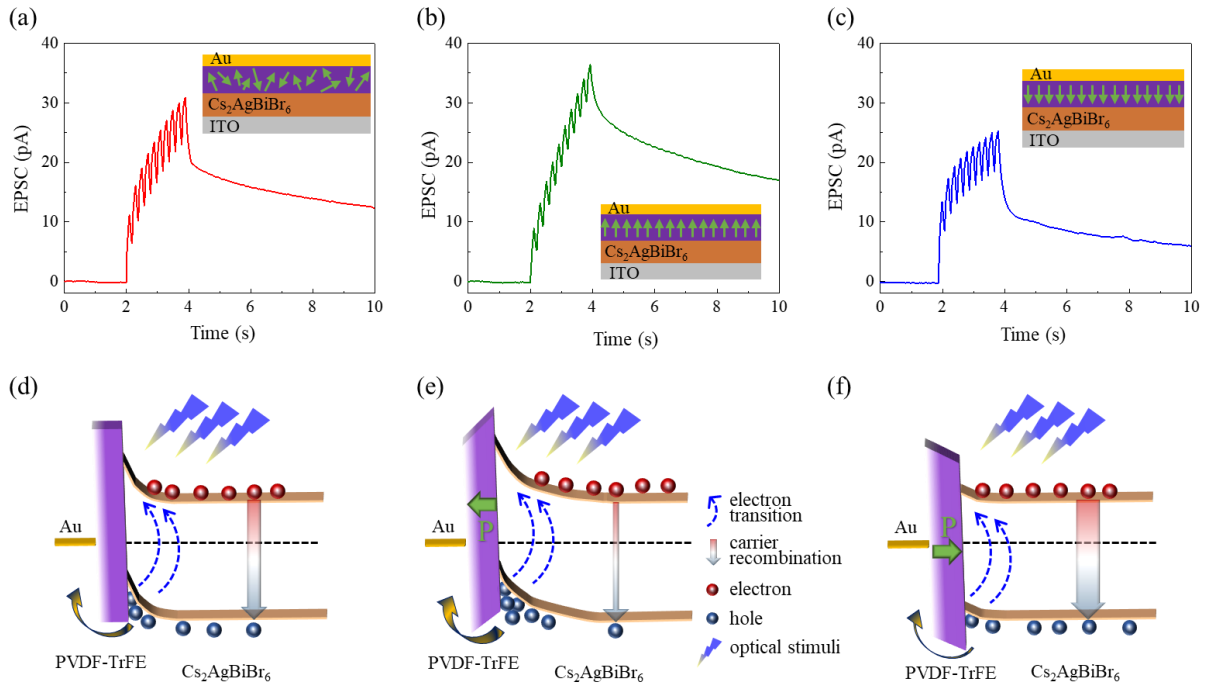 (a)
EPSC (pA)
40
30
20
10
0
0 2 4 6 8 10
Time (s)
Au
Cs₂AgBiBr₆
ITO
(b)
EPSC (pA)
40
30
20
10
0
0 2 4 6 8 10
Time (s)
Au
Cs₂AgBiBr₆
ITO
(c)
EPSC (pA)
40
30
20
10
0
0 2 4 6 8 10
Time (s)
Au
Cs₂AgBiBr₆
ITO
(d)
Au
PVDF-TrFE
Cs₂AgBiBr₆
(e)
Au
P
PVDF-TrFE
Cs₂AgBiBr₆
electron
transition
carrier
recombination
electron
hole
optical stimuli
(f)
Au
P
PVDF-TrFE
Cs₂AgBiBr₆